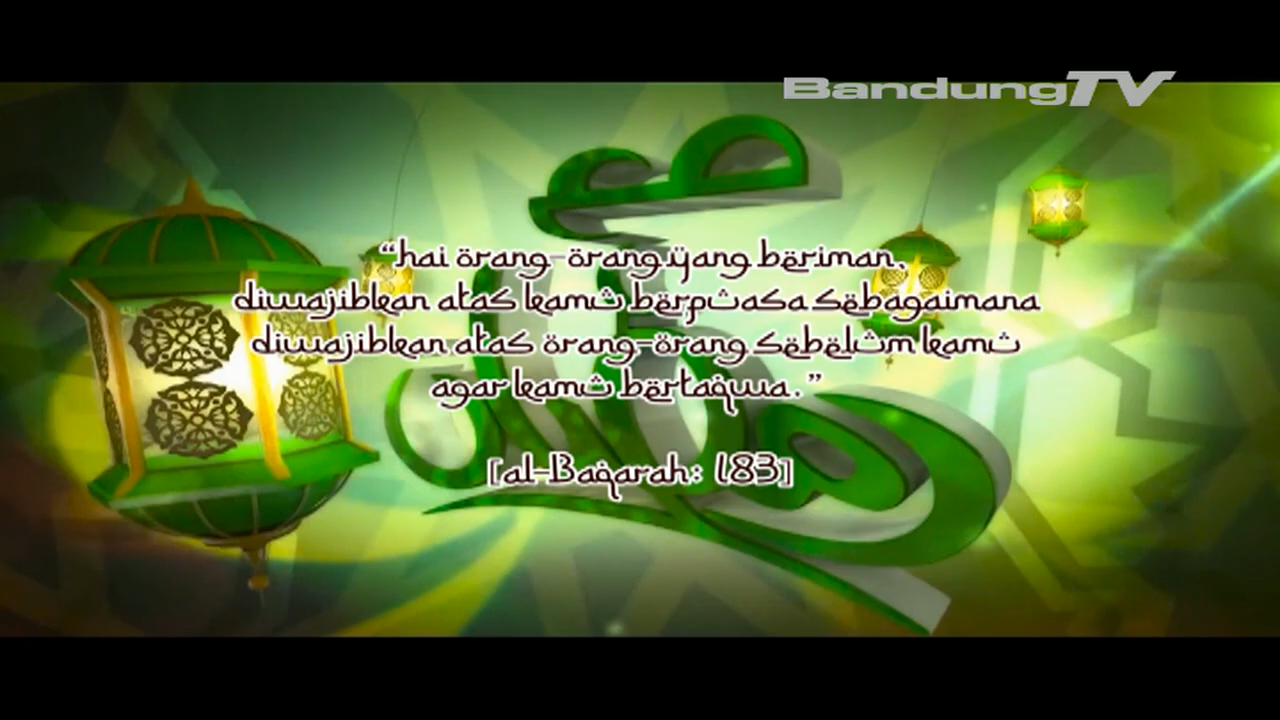 BandungTV
“hai orang-orang yang beriman,
diwajibkan atas kamu berpuasa sebagaimana
diwajibkan atas orang-orang sebelum kamu
agar kamu bertaqwa.”
[al-Baqarah: 183]